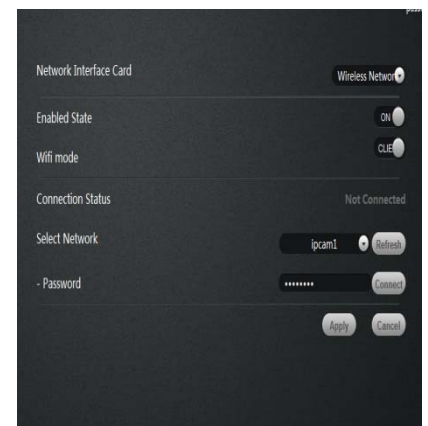 Network Interface Card Wireless Networ
Enabled State ON
Wifi mode CLIE
Connection Status Not Connected
Select Network ipcam1 Refresh
- Password •••••••• Connect
Apply Cancel